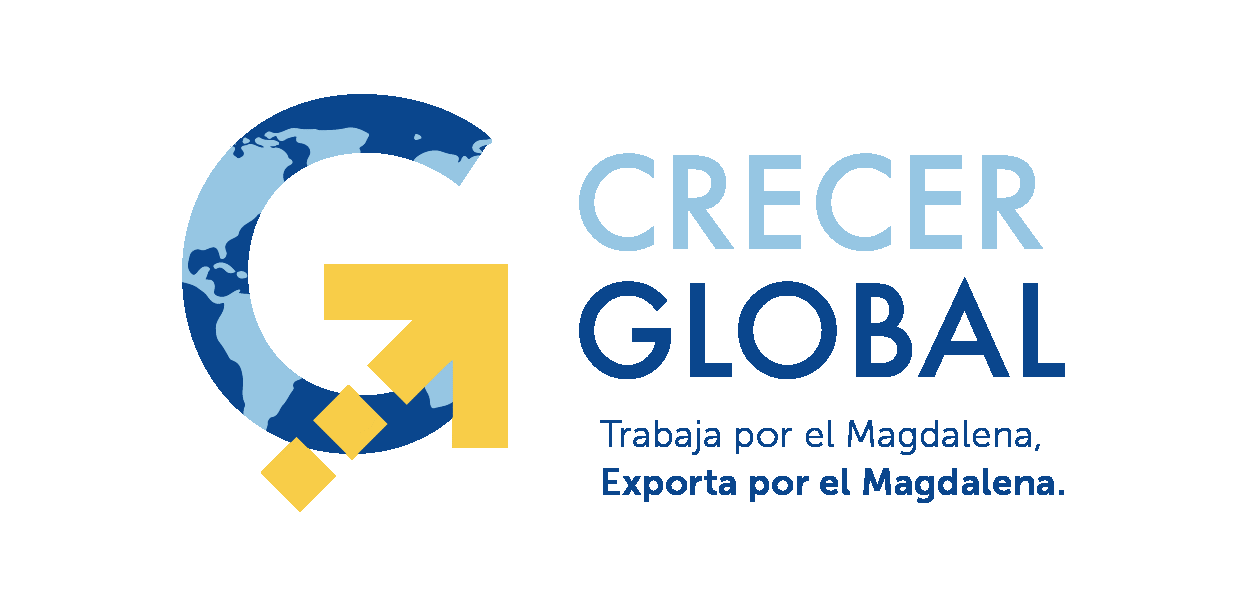 CRECER
GLOBAL
Trabaja por el Magdalena,
Exporta por el Magdalena.